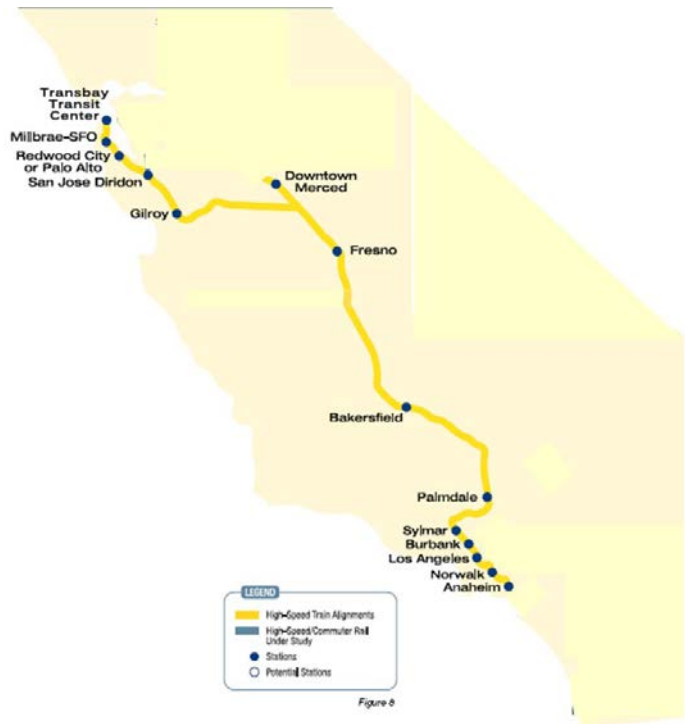 Transbay
Transit
Center
Millbrae-SFO
Redwood City
or Palo Alto
San Jose Diridon
Gilroy
Downtown
Merced
Fresno
Bakersfield
Palmdale
Sylmar
Burbank
Los Angeles
Norwalk
Anaheim
LEGEND
High-Speed Train Alignments
High-Speed/Commuter Rail
Under Study
Stations
Potential Stations
Figure 8